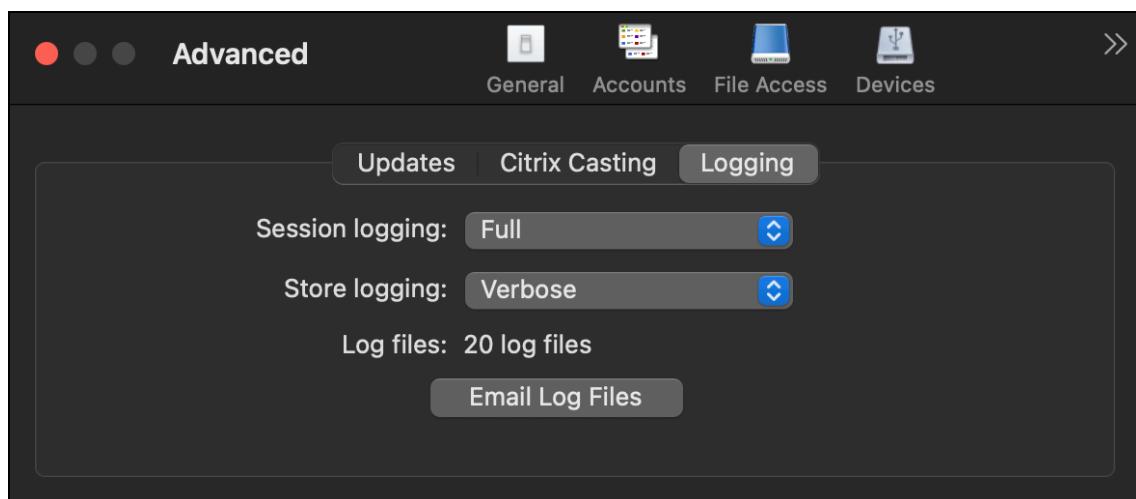 Advanced
General Accounts File Access Devices
Updates Citrix Casting Logging
Session logging: Full
Store logging: Verbose
Log files: 20 log files
Email Log Files